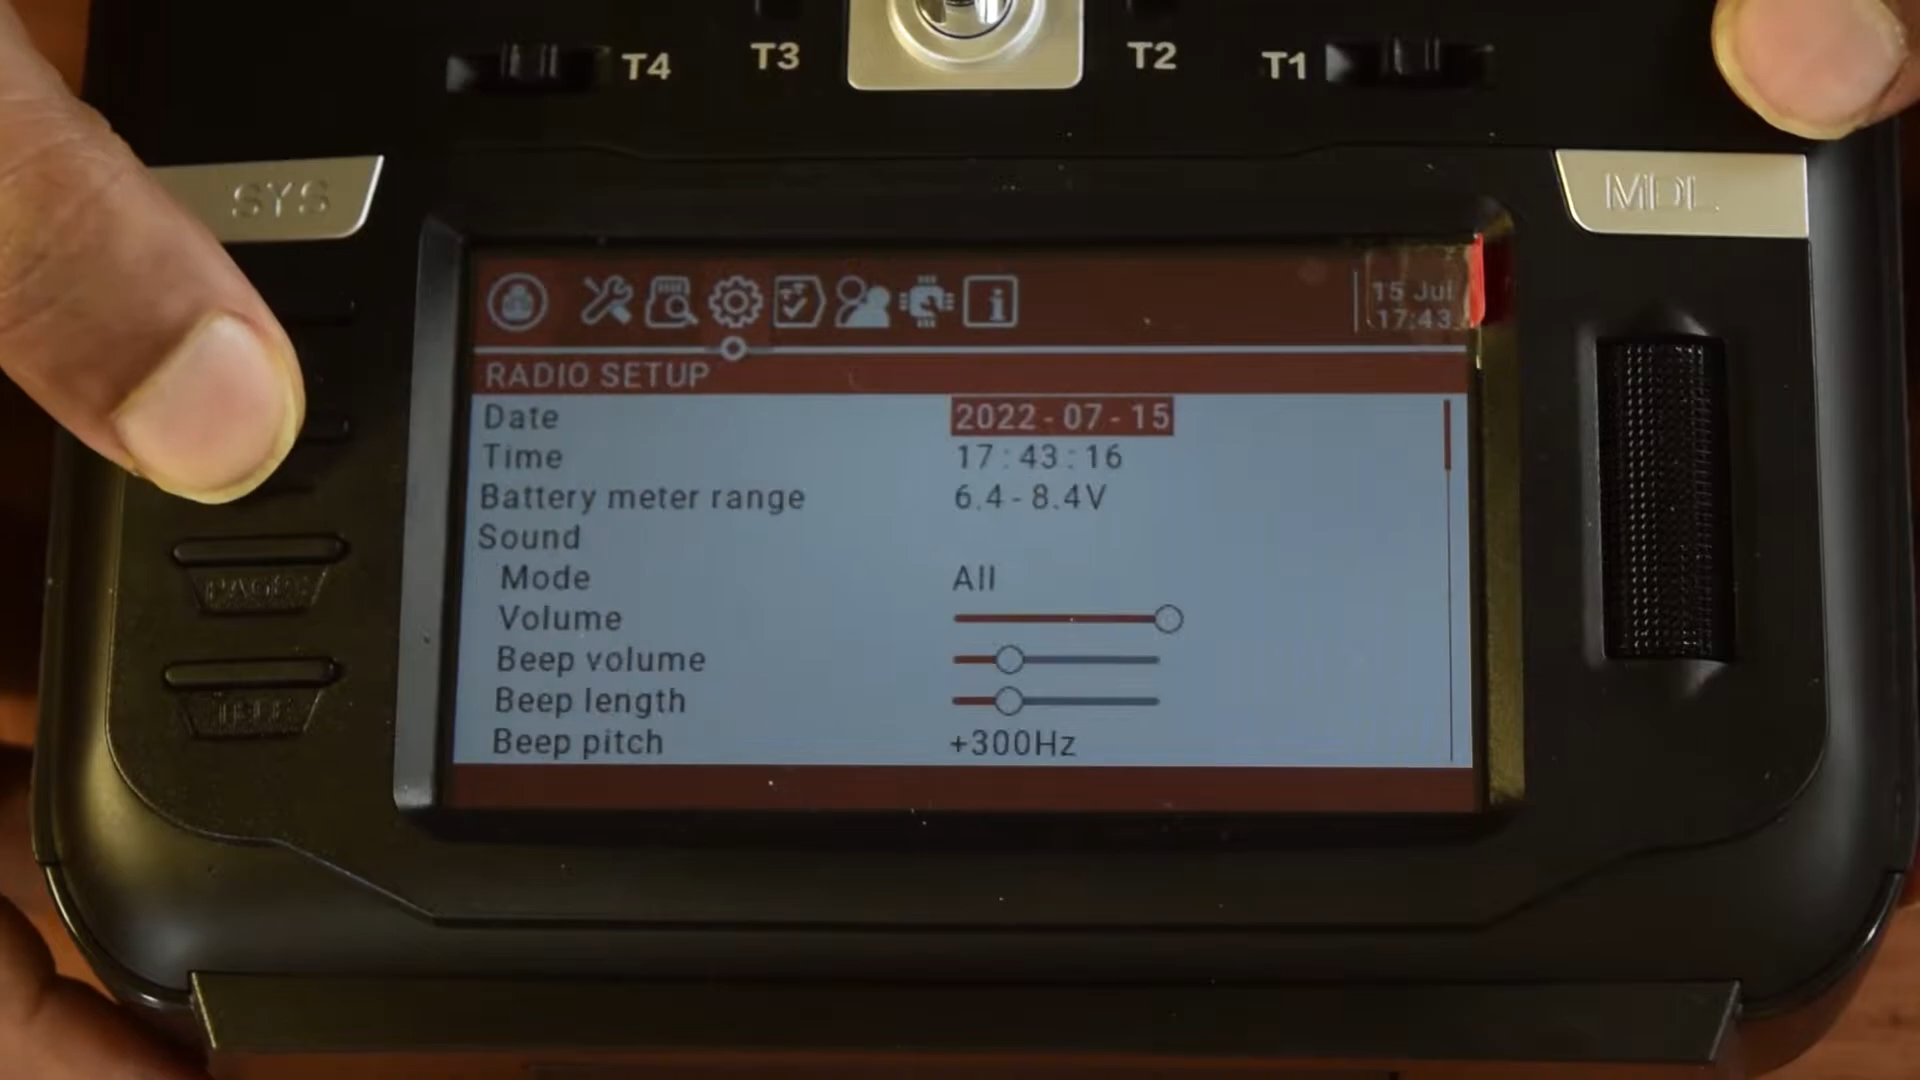 T4
T3
T2
T1
SYS
MDL
15 Jul
17:43
RADIO SETUP
Date 2022-07-15
Time 17:43:16
Battery meter range 6.4-8.4V
Sound
Mode All
Volume
Beep volume
Beep length
Beep pitch +300Hz
PAGE
TELE